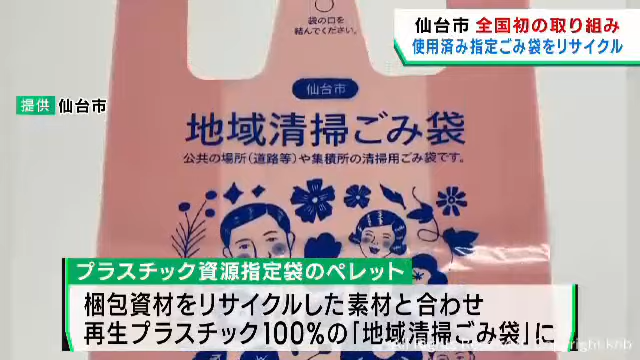 袋の口を
結んでください。
仙台市 全国初の取り組み
使用済み指定ごみ袋をリサイクル
提供 仙台市
仙台市
地域清掃ごみ袋
公共の場所(道路等)や集積所の清掃用ごみ袋です。
プラスチック資源指定袋のペレット
梱包資材をリサイクルした素材と合わせ
再生プラスチック100%の「地域清掃ごみ袋」に